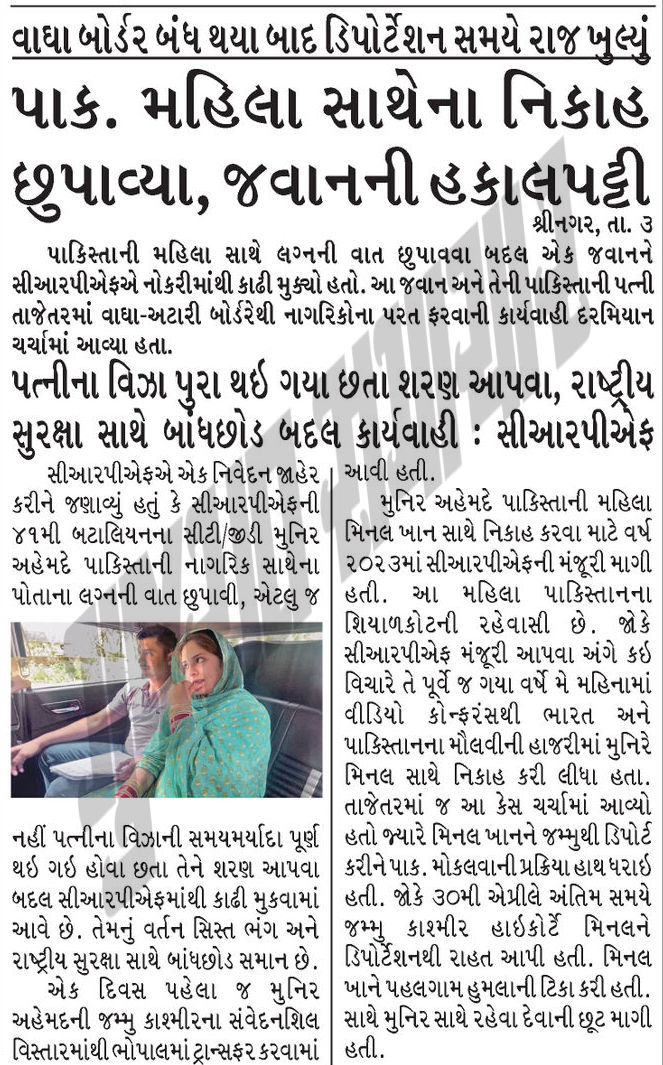 વાઘા બોર્ડર બંધ થયા બાદ ડિપોર્ટેશન સમયે રાજ ખુલ્યું
પાક. મહિલા સાથેના નિકાહ
છુપાવ્યા, જવાનની હકાલપટ્ટી
શ્રીનગર, તા. ૩
પાકિસ્તાની મહિલા સાથે લગ્નની વાત છુપાવવા બદલ એક જવાનને
સીઆરપીએફએ નોકરીમાંથી કાઢી મુક્યો હતો. આ જવાન અને તેની પાકિસ્તાની પત્ની
તાજેતરમાં વાઘા-અટારી બોર્ડરેથી નાગરિકોના પરત ફરવાની કાર્યવાહી દરમિયાન
ચર્ચામાં આવ્યા હતા.
પત્નીના વિઝા પુરા થઇ ગયા છતા શરણ આપવા, રાષ્ટ્રીય
સુરક્ષા સાથે બાંધછોડ બદલ કાર્યવાહી : સીઆરપીએફ
સીઆરપીએફએ એક નિવેદન જાહેર
કરીને જણાવ્યું હતું કે સીઆરપીએફની
૪૧મી બટાલિયનના સીટી/જીડી મુનિર
અહેમદે પાકિસ્તાની નાગરિક સાથેના
પોતાના લગ્નની વાત છુપાવી, એટલુ જ
નહીં પત્નીના વિઝાની સમયમર્યાદા પૂર્ણ
થઇ ગઇ હોવા છતા તેને શરણ આપવા
બદલ સીઆરપીએફમાંથી કાઢી મુકવામાં
આવે છે. તેમનું વર્તન સિસ્ત ભંગ અને
રાષ્ટ્રીય સુરક્ષા સાથે બાંધછોડ સમાન છે.
એક દિવસ પહેલા જ મુનિર
અહેમદની જમ્મુ કાશ્મીરના સંવેદનશિલ
વિસ્તારમાંથી ભોપાલમાં ટ્રાન્સફર કરવામાં
આવી હતી.
મુનિર અહેમદે પાકિસ્તાની મહિલા
મિનલ ખાન સાથે નિકાહ કરવા માટે વર્ષ
૨૦૨૩માં સીઆરપીએફની મંજૂરી માગી
હતી. આ મહિલા પાકિસ્તાનના
શિયાળકોટની રહેવાસી છે. જોકે
સીઆરપીએફ મંજૂરી આપવા અંગે કઇ
વિચારે તે પૂર્વે જ ગયા વર્ષે મે મહિનામાં
વીડિયો કોન્ફરંસથી ભારત અને
પાકિસ્તાનના મૌલવીની હાજરીમાં મુનિરે
મિનલ સાથે નિકાહ કરી લીધા હતા.
તાજેતરમાં જ આ કેસ ચર્ચામાં આવ્યો
હતો જ્યારે મિનલ ખાનને જમ્મુથી ડિપોર્ટ
કરીને પાક. મોકલવાની પ્રક્રિયા હાથ ધરાઇ
હતી. જોકે ૩૦મી એપ્રીલે અંતિમ સમયે
જમ્મુ કાશ્મીર હાઇકોર્ટે મિનલને
ડિપોર્ટેશનથી રાહત આપી હતી. મિનલ
ખાને પહલગામ હુમલાની ટિકા કરી હતી.
સાથે મુનિર સાથે રહેવા દેવાની છૂટ માગી
હતી.